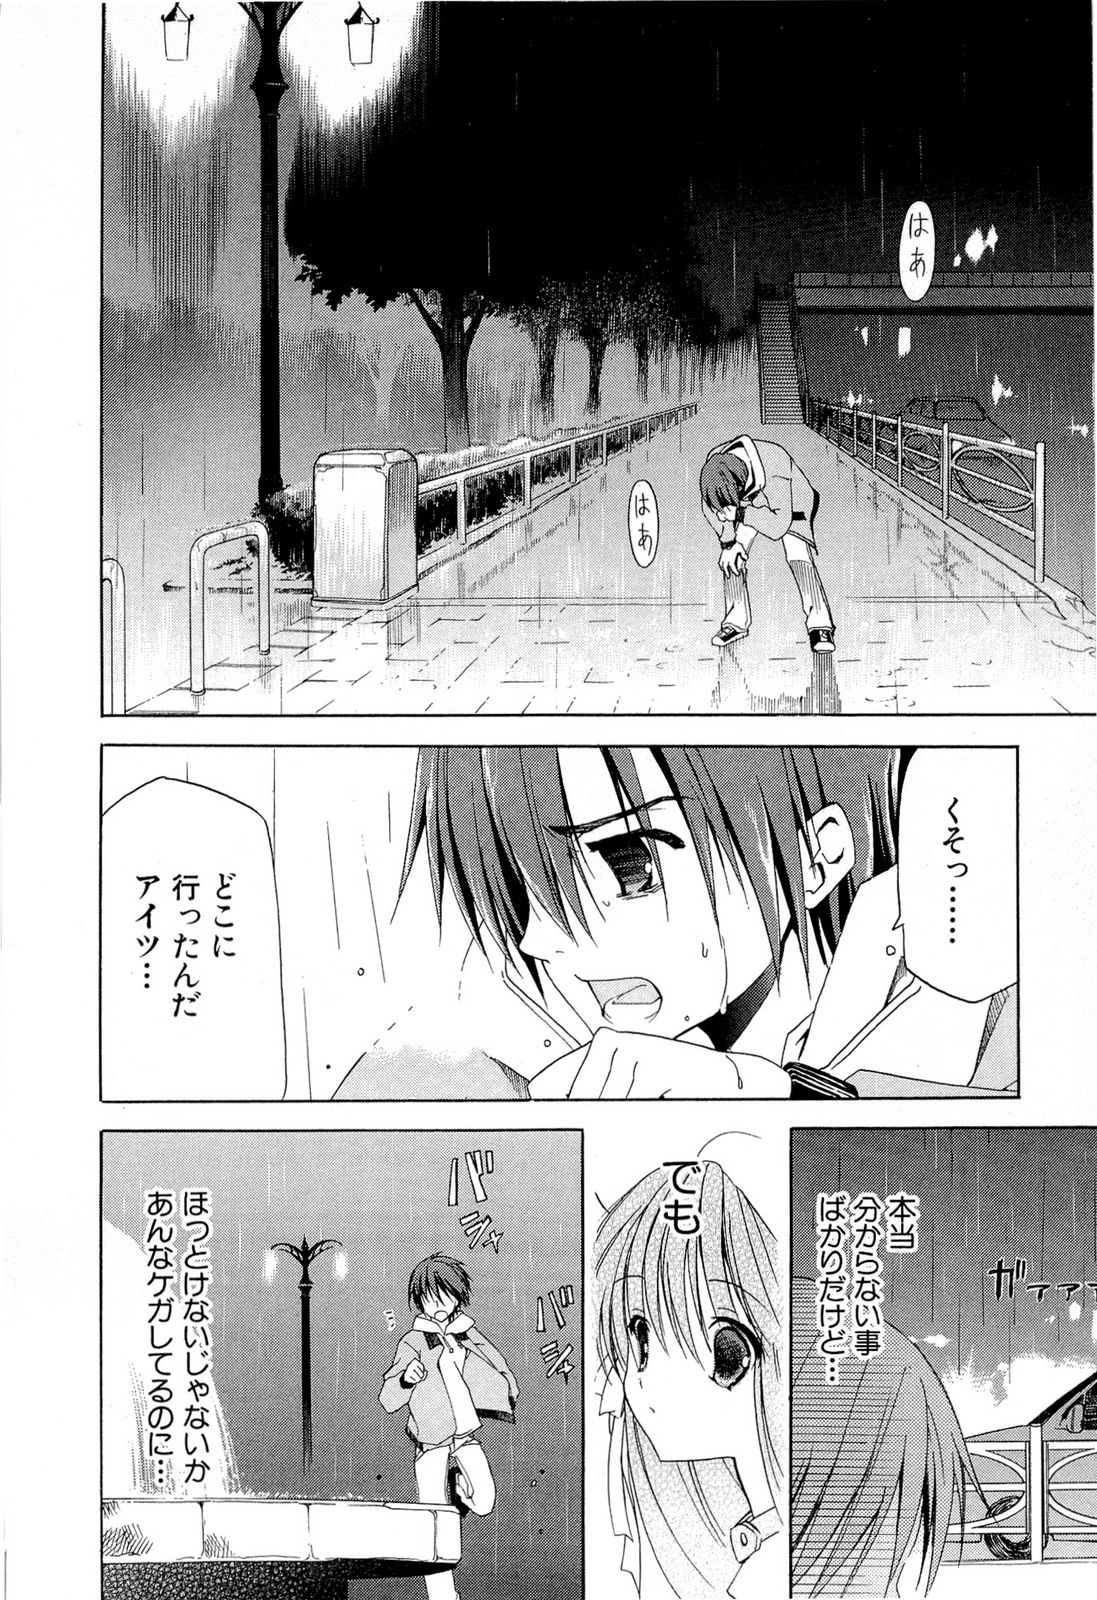 はあ
はあ
くそっ……
どこに
行ったんだ
アイツ…
ガァァァ
本当
分からない事
ばかりだけど…
でも
バシャ
バシャ
ほっとけないじゃないか
あんなケガしてるのに…